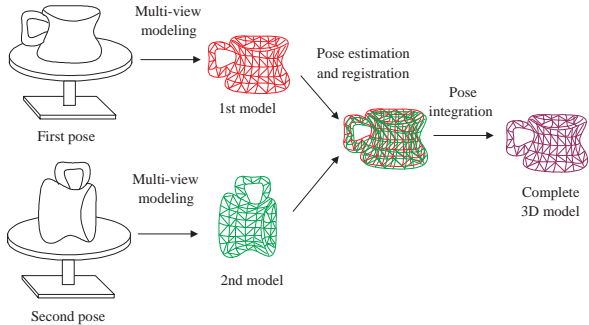 Multi-view
modeling
First pose
1st model
Pose estimation
and registration
Pose
integration
Complete
3D model
Multi-view
modeling
2nd model
Second pose